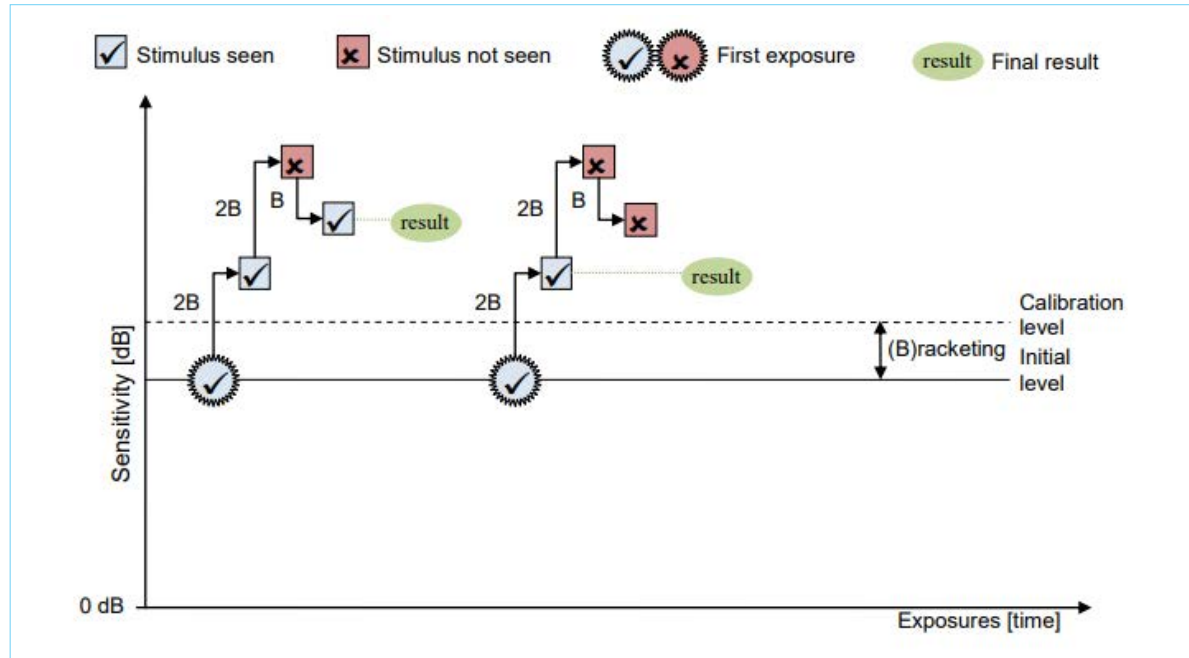 Stimulus seen
Stimulus not seen
First exposure
result Final result
Sensitivity [dB]
2B
B
result
2B
2B
B
result
2B
Calibration
level
(B)racketing
Initial
level
0 dB
Exposures [time]